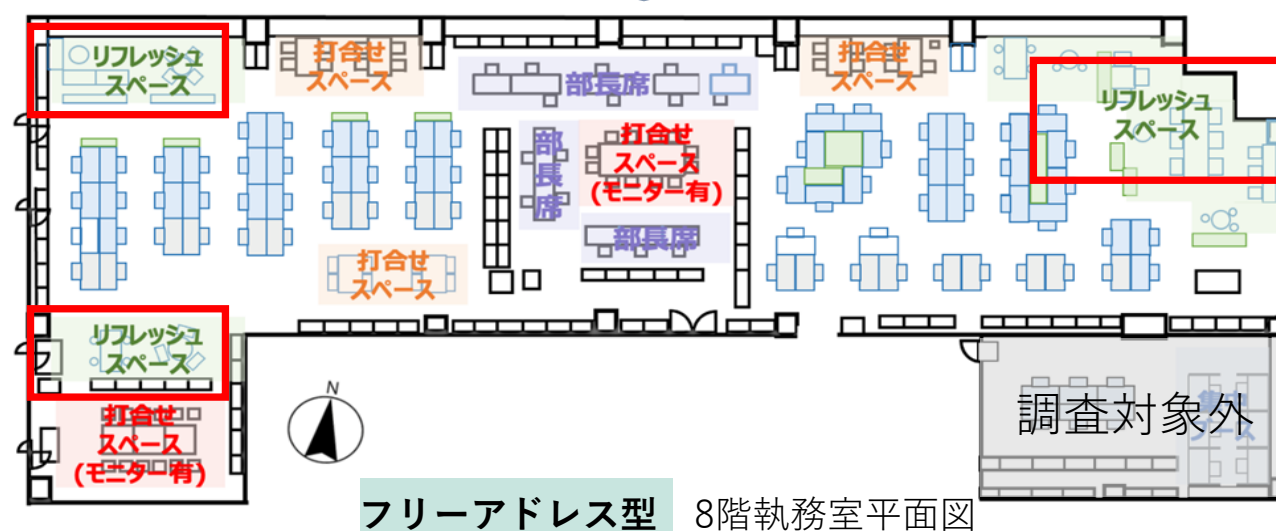 リフレッシュ
スペース
打合せ
スペース
部長席
打合せ
スペース
リフレッシュ
スペース
部長席
打合せ
スペース
(モニター有)
部長席
打合せ
スペース
リフレッシュ
スペース
打合せ
スペース
(モニター有)
N
調査対象外
集中
ブース
フリーアドレス型 8階執務室平面図